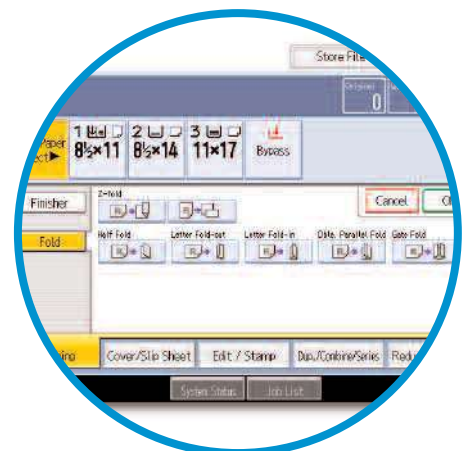 Store File
Original
0
Paper
ect▶
1
8½×11
2
8½×14
3
11×17
Bypass
Finisher
Z-fold
Cancel
Fold
Half Fold
Letter Fold-out
Letter Fold-in
Dble. Parallel Fold
Gate Fold
Cover/Slip Sheet
Edit / Stamp
Dup./Combine/Series
System Status
Job List